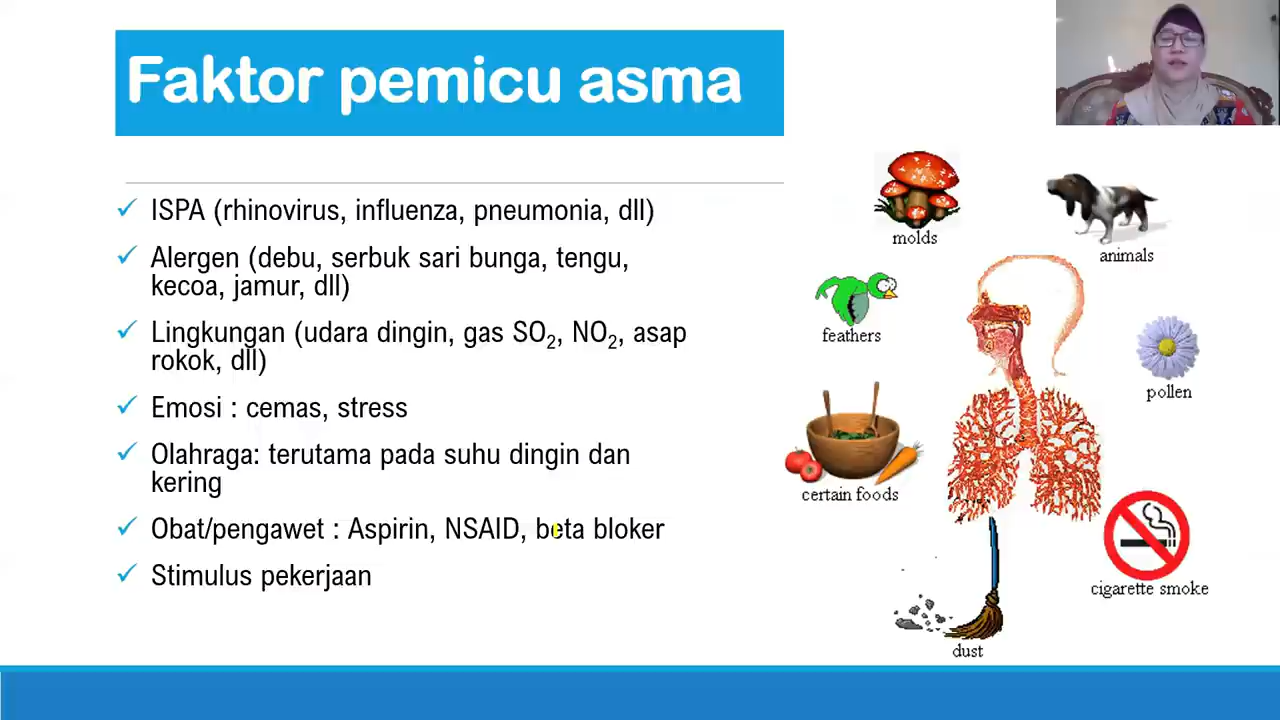 Faktor pemicu asma
ISPA (rhinovirus, influenza, pneumonia, dll)
Alergen (debu, serbuk sari bunga, tengu,
kecoa, jamur, dll)
Lingkungan (udara dingin, gas SO₂, NO₂, asap
rokok, dll)
Emosi : cemas, stress
Olahraga: terutama pada suhu dingin dan
kering
Obat/pengawet : Aspirin, NSAID, beta bloker
Stimulus pekerjaan
molds
animals
feathers
pollen
certain foods
cigarette smoke
dust